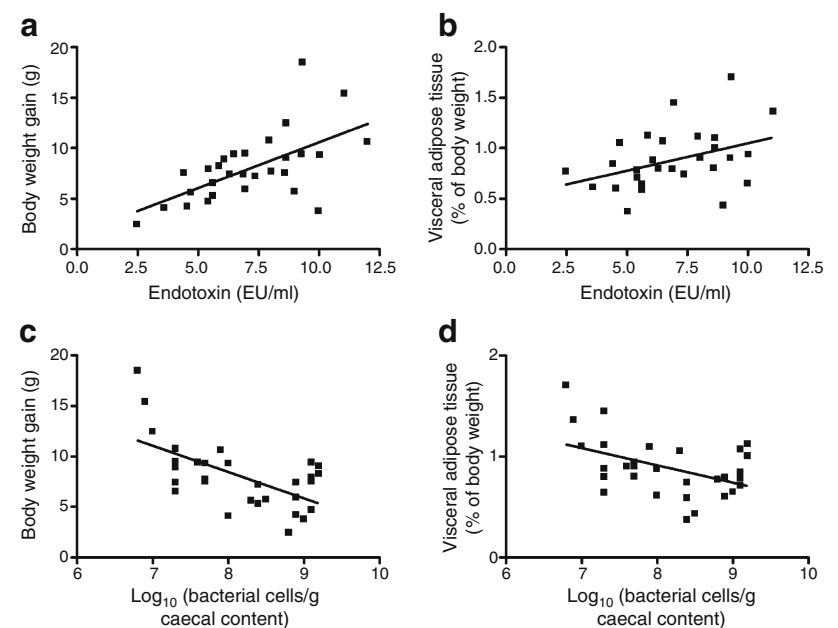 a
Body weight gain (g)
20
15
10
5
0
0.0 2.5 5.0 7.5 10.0 12.5
Endotoxin (EU/ml)
b
Visceral adipose tissue
(% of body weight)
2.0
1.5
1.0
0.5
0.0
0.0 2.5 5.0 7.5 10.0 12.5
Endotoxin (EU/ml)
c
Body weight gain (g)
20
15
10
5
0
6 7 8 9 10
Log10 (bacterial cells/g
caecal content)
d
Visceral adipose tissue
(% of body weight)
2
1
0
6 7 8 9 10
Log10 (bacterial cells/g
caecal content)